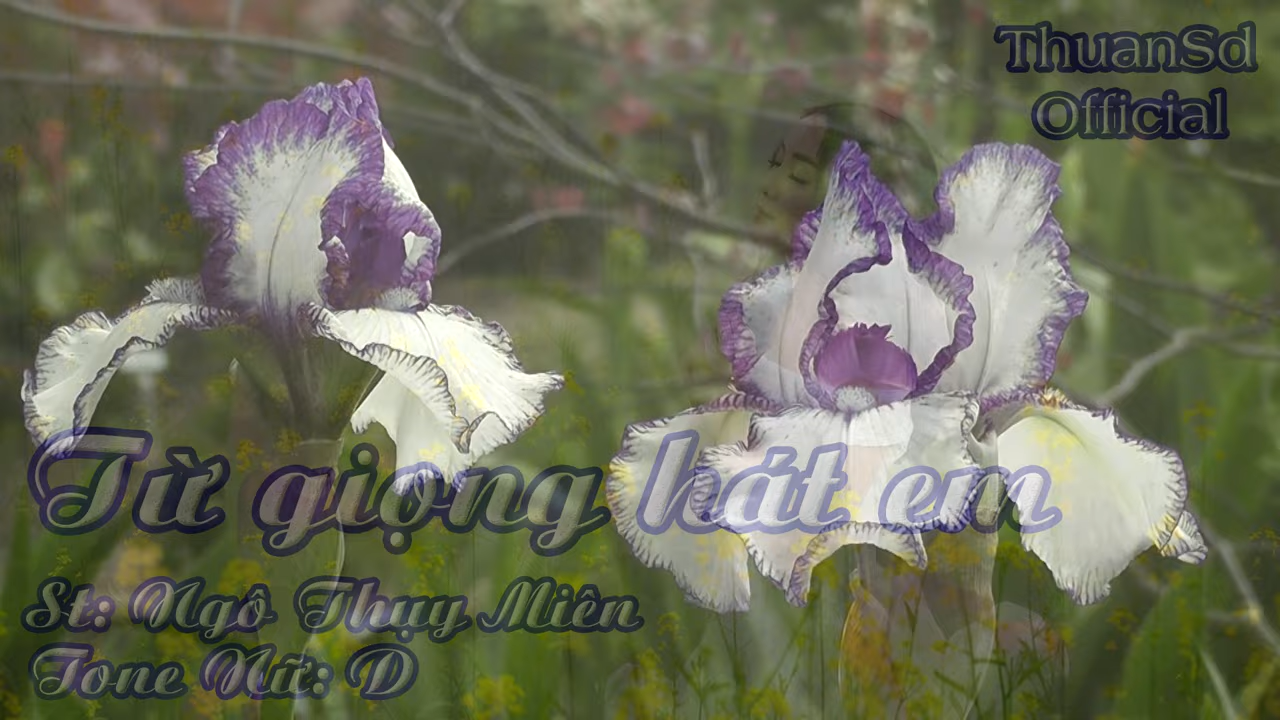 ThuanSd
Official
Từ giọng hát em
St: Ngô Thụy Miên
Tone Nữ: D